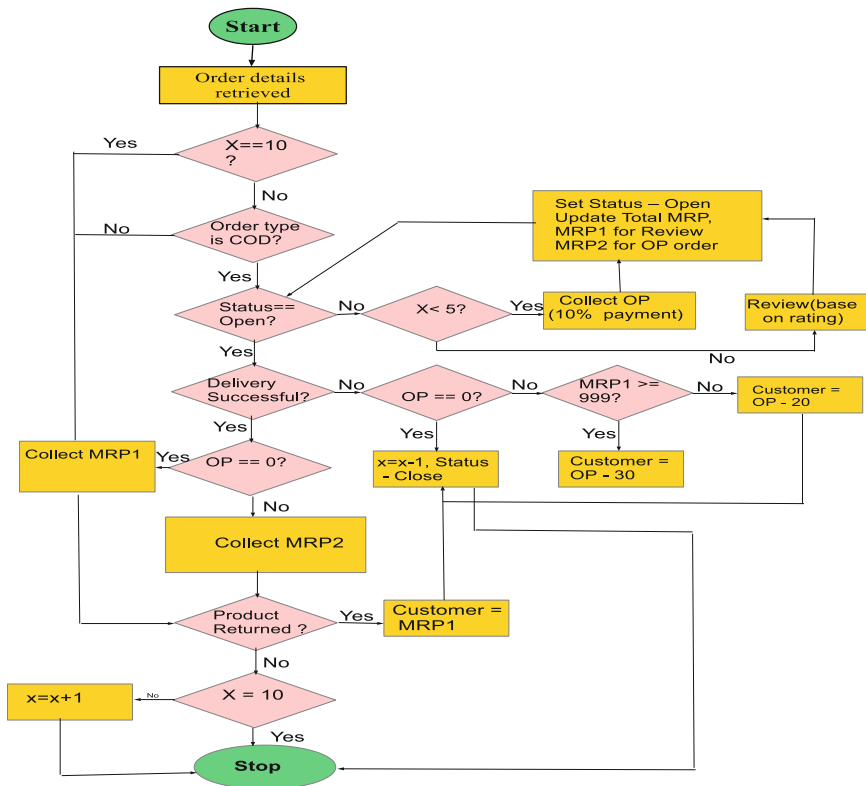 Start
Order details
retrieved
Yes
X==10
?
No
No
Order type
is COD?
Set Status – Open
Update Total MRP,
MRP1 for Review
MRP2 for OP order
Yes
Status==
Open?
No
X< 5?
Yes
Collect OP
(10% payment)
Review(base
on rating)
No
Yes
Delivery
Successful?
No
OP == 0?
No
MRP1 >=
999?
No
Customer =
OP - 20
Yes
Yes
Yes
Collect MRP1
Yes
OP == 0?
x=x-1, Status
- Close
Customer =
OP - 30
No
Collect MRP2
Product
Returned ?
Yes
Customer =
MRP1
No
x=x+1
No
X = 10
Yes
Stop